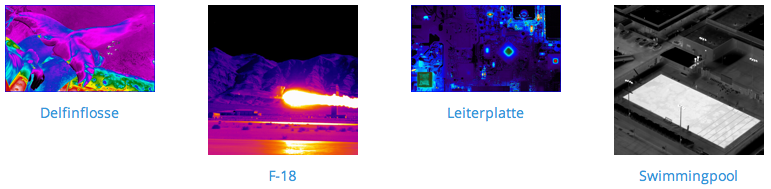 Delfinflosse
F-18
Leiterplatte
Swimmingpool